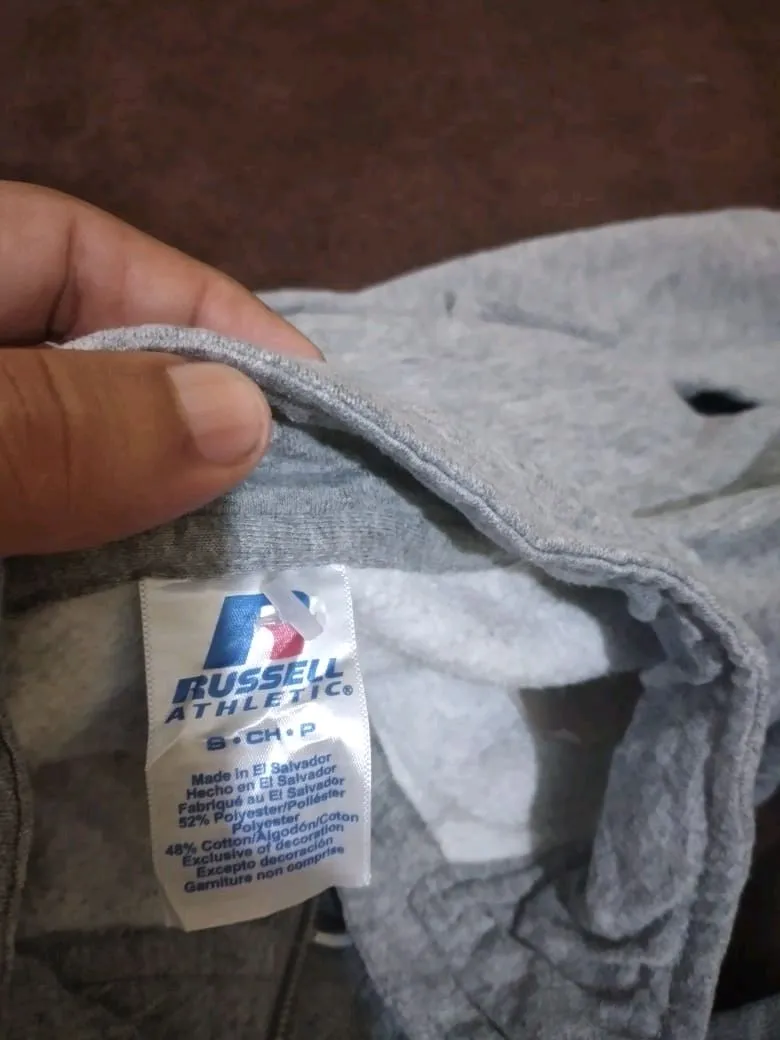 RUSSELL
ATHLETIC®
S•CH•P
Made in El Salvador
Hecho en El Salvador
Fabriqué au El Salvador
52% Polyester/Poliéster
Polyester
48% Cotton/Algodón/Coton
Exclusive of decoration
Excepto decoración
Garniture non comprise